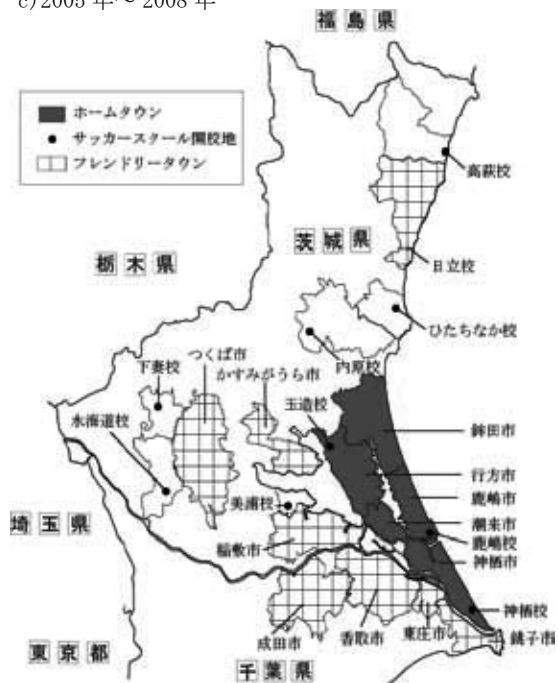 c)2005 年～2008 年
福島県
ホームタウン
サッカースクール開校地
フレンドリータウン
高萩校
茨城県
栃木県
日立校
ひたちなか校
内原校
つくば市
下妻校
かすみがうら市
玉造校
水海道校
鉾田市
行方市
鹿嶋市
美浦校
潮来市
鹿嶋校
埼玉県
稲敷市
神栖市
神栖校
東京都
成田市
香取市
東庄市
銚子市
千葉県